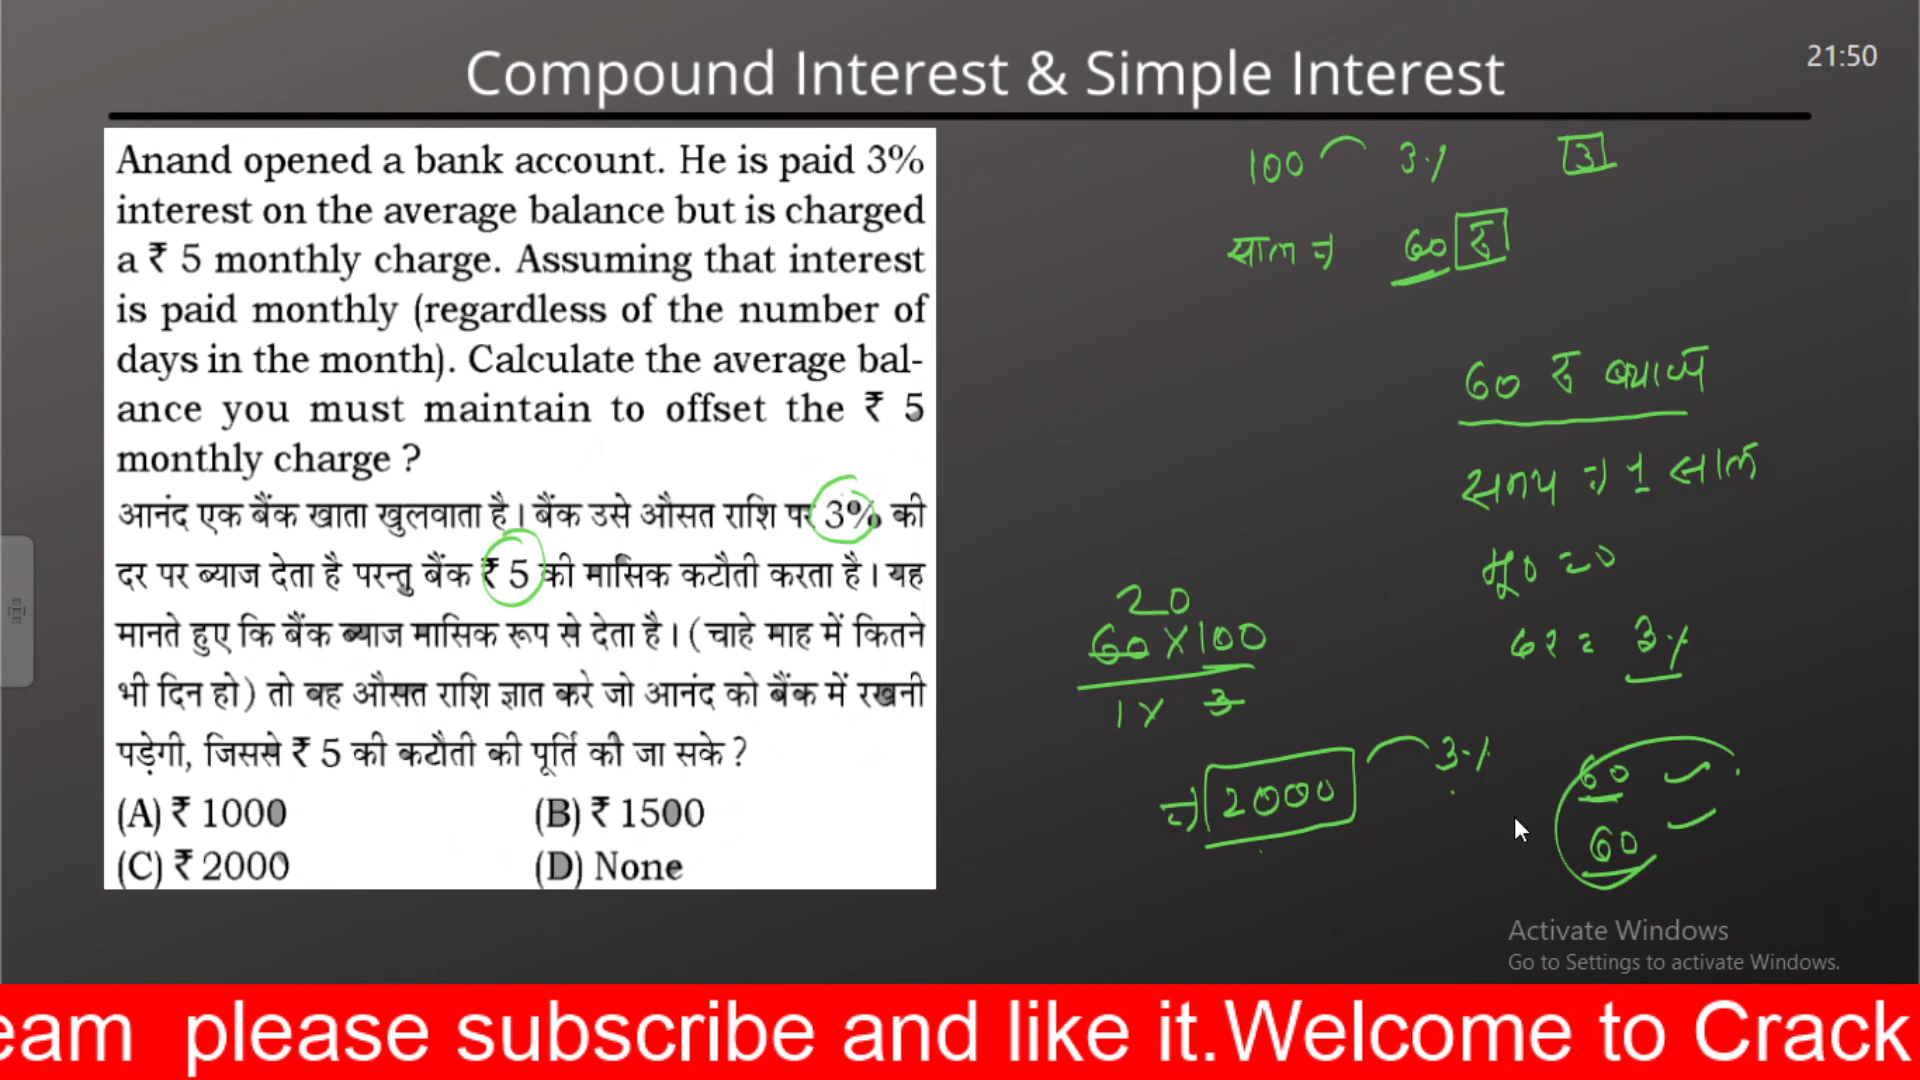 Compound Interest & Simple Interest
21:50
Anand opened a bank account. He is paid 3%
interest on the average balance but is charged
a ₹ 5 monthly charge. Assuming that interest
is paid monthly (regardless of the number of
days in the month). Calculate the average bal-
ance you must maintain to offset the ₹ 5
monthly charge ?
आनंद एक बैंक खाता खुलवाता है। बैंक उसे औसत राशि पर 3% की
दर पर ब्याज देता है परन्तु बैंक ₹ 5 की मासिक कटौती करता है। यह
मानते हुए कि बैंक ब्याज मासिक रूप से देता है। (चाहे माह में कितने
भी दिन हो) तो वह औसत राशि ज्ञात करे जो आनंद को बैंक में रखनी
पड़ेगी, जिससे ₹ 5 की कटौती की पूर्ति की जा सके ?
(A) ₹ 1000 (B) ₹ 1500
(C) ₹ 2000 (D) None
100 3% 3
साल ⇒ 60 रु
60 रु ब्याज
समय ⇒ 1 साल
मू0 = 0
दर = 3%
20
60 × 100
1 × 3
⇒ 2000 3%
60
60
Activate Windows
Go to Settings to activate Windows.
eam please subscribe and like it.Welcome to Crack